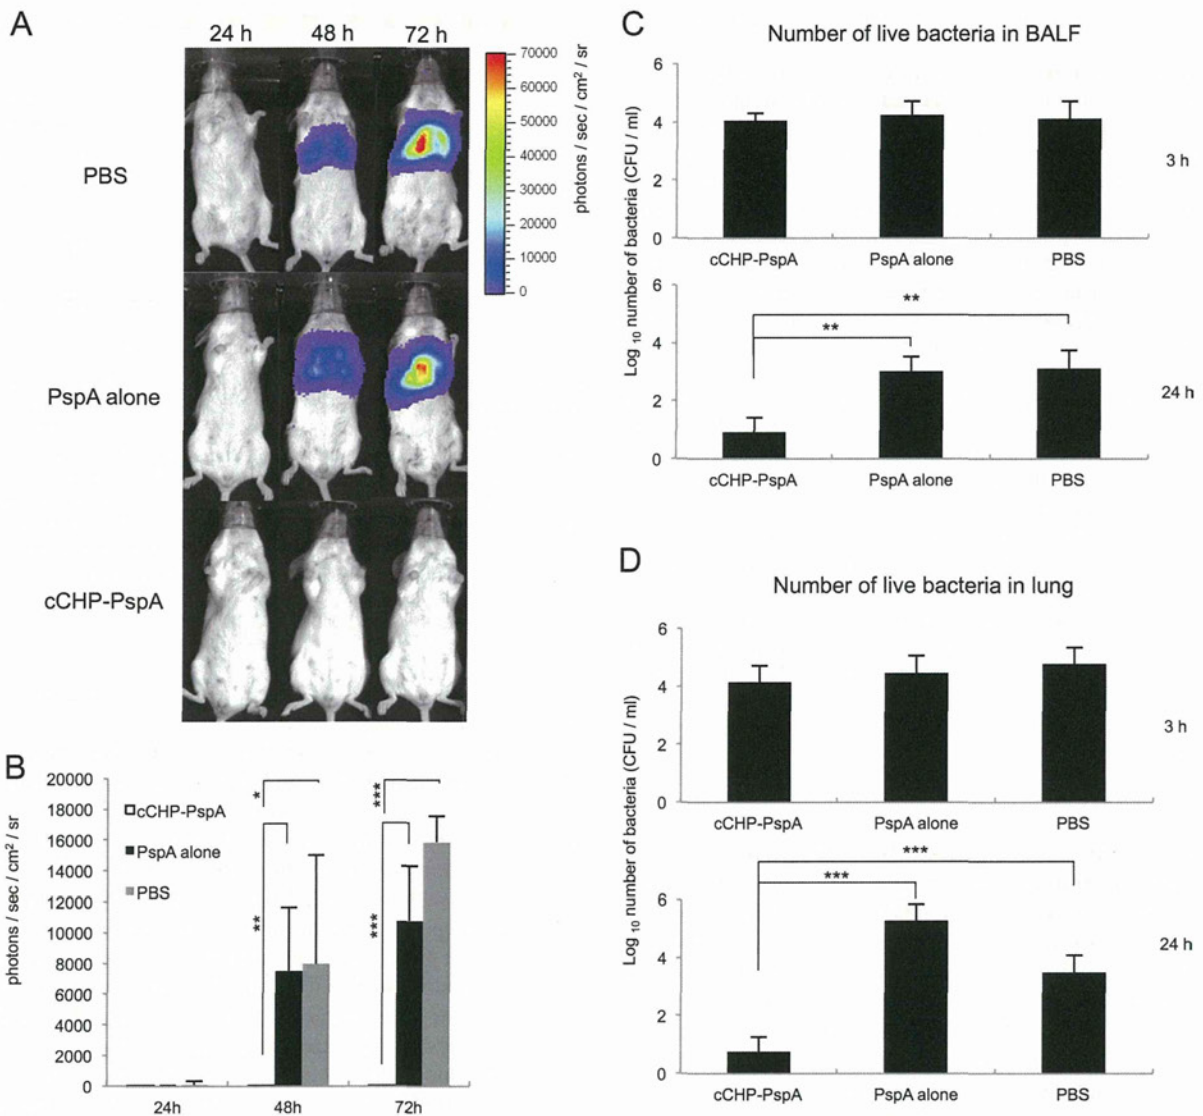 A
24 h 48 h 72 h
PBS
PspA alone
cCHP-PspA
70000
60000
50000
40000
30000
20000
10000
0
photons / sec / cm² / sr
B
20000
18000
16000
14000
12000
10000
8000
6000
4000
2000
0
photons / sec / cm² / sr
cCHP-PspA
PspA alone
PBS
*
**
***
***
24h 48h 72h
C
Number of live bacteria in BALF
Log 10 number of bacteria (CFU / ml)
6
4
2
0
cCHP-PspA PspA alone PBS
3 h
6
4
2
0
**
**
cCHP-PspA PspA alone PBS
24 h
D
Number of live bacteria in lung
Log 10 number of bacteria (CFU / ml)
6
4
2
0
cCHP-PspA PspA alone PBS
3 h
6
4
2
0
***
***
cCHP-PspA PspA alone PBS
24 h